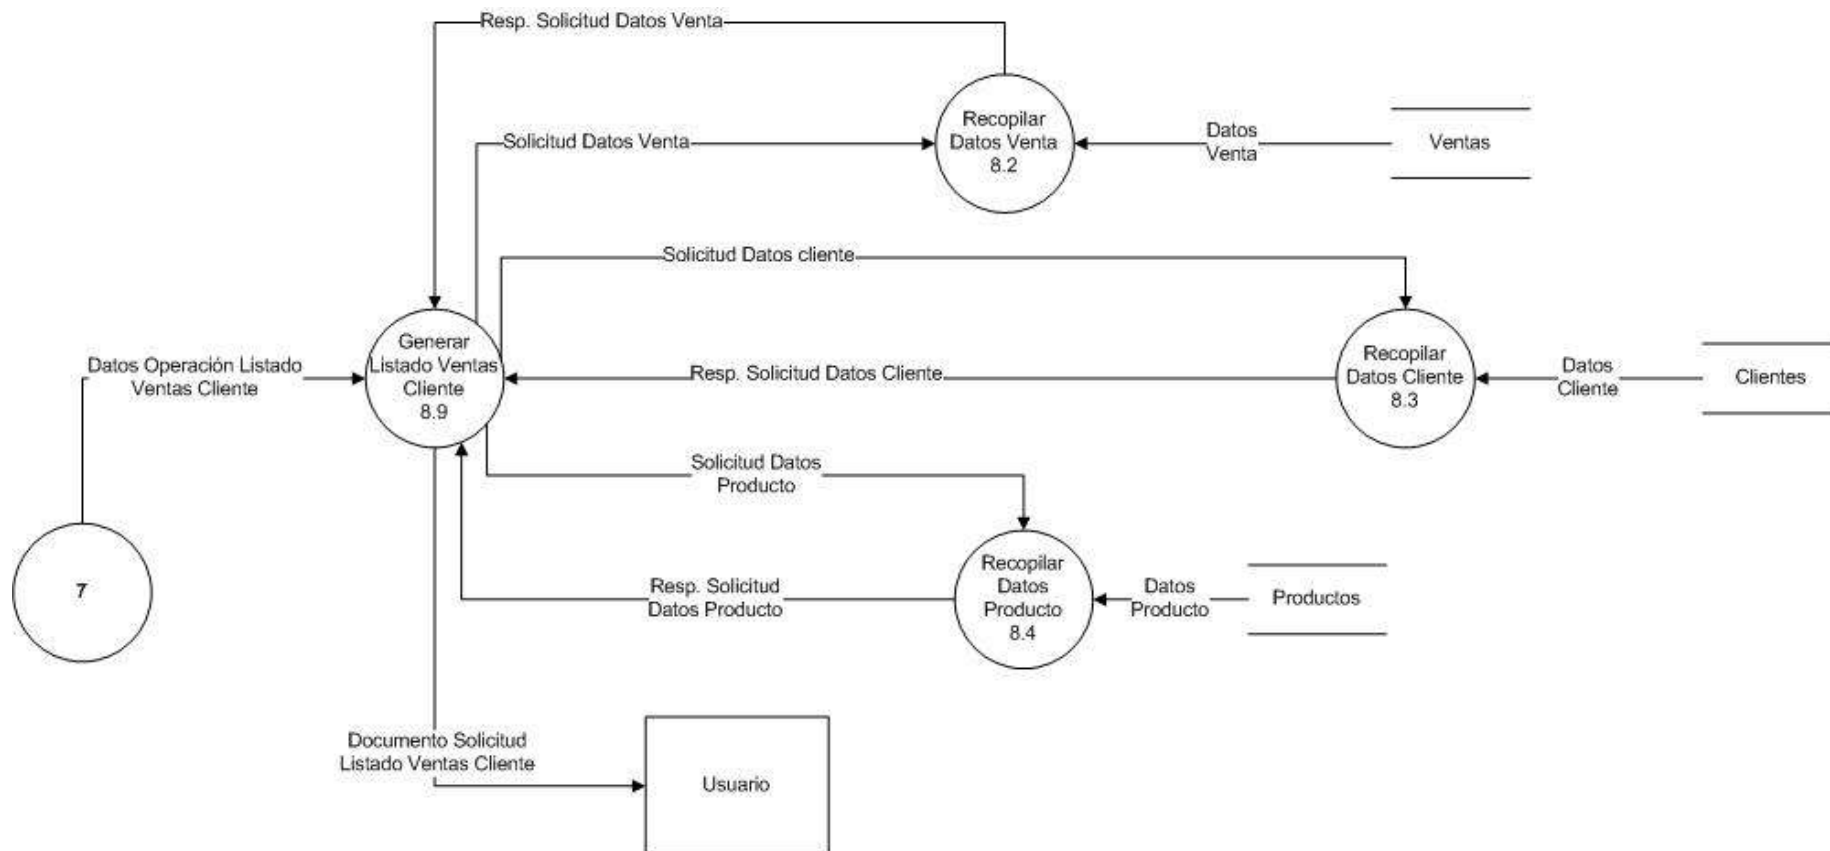 Resp. Solicitud Datos Venta
Recopilar
Datos Venta
8.2
Solicitud Datos Venta
Datos
Venta
Ventas
Solicitud Datos cliente
Generar
Listado Ventas
Cliente
8.9
Datos Operación Listado
Ventas Cliente
Resp. Solicitud Datos Cliente
Recopilar
Datos Cliente
8.3
Datos
Cliente
Clientes
Solicitud Datos
Producto
Recopilar
Datos
Producto
8.4
Resp. Solicitud
Datos Producto
Datos
Producto
Productos
7
Documento Solicitud
Listado Ventas Cliente
Usuario